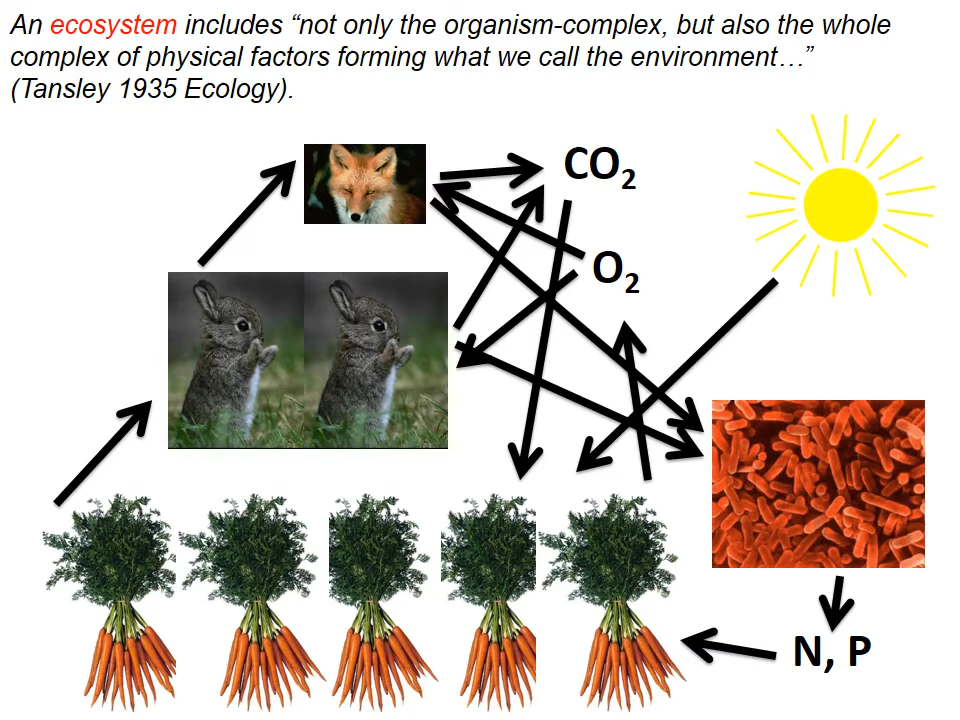 An ecosystem includes “not only the organism-complex, but also the whole
complex of physical factors forming what we call the environment…”
(Tansley 1935 Ecology).
CO₂
O₂
N, P